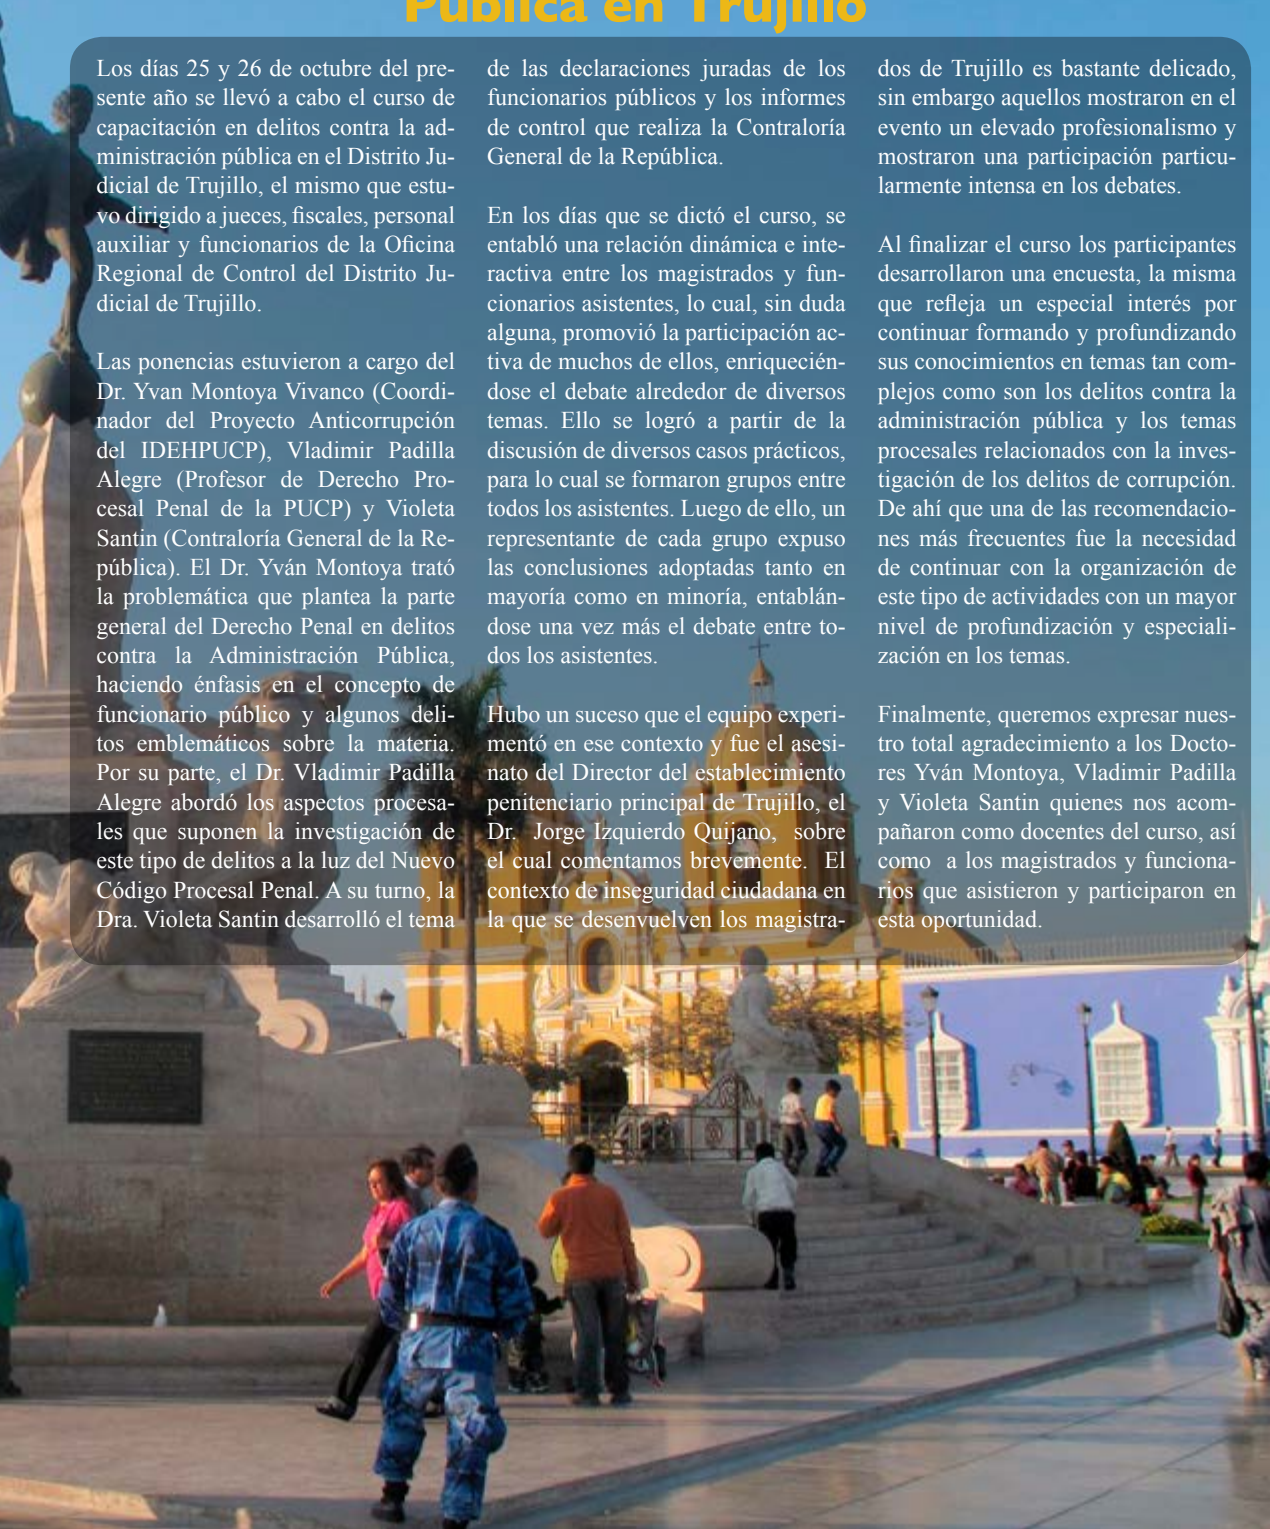 Pública en Trujillo
Los días 25 y 26 de octubre del pre-
sente año se llevó a cabo el curso de
capacitación en delitos contra la ad-
ministración pública en el Distrito Ju-
dicial de Trujillo, el mismo que estu-
vo dirigido a jueces, fiscales, personal
auxiliar y funcionarios de la Oficina
Regional de Control del Distrito Ju-
dicial de Trujillo.
Las ponencias estuvieron a cargo del
Dr. Yvan Montoya Vivanco (Coordi-
nador del Proyecto Anticorrupción
del IDEHPUCP), Vladimir Padilla
Alegre (Profesor de Derecho Pro-
cesal Penal de la PUCP) y Violeta
Santin (Contraloría General de la Re-
pública). El Dr. Yván Montoya trató
la problemática que plantea la parte
general del Derecho Penal en delitos
contra la Administración Pública,
haciendo énfasis en el concepto de
funcionario público y algunos deli-
tos emblemáticos sobre la materia.
Por su parte, el Dr. Vladimir Padilla
Alegre abordó los aspectos procesa-
les que suponen la investigación de
este tipo de delitos a la luz del Nuevo
Código Procesal Penal. A su turno, la
Dra. Violeta Santin desarrolló el tema
de las declaraciones juradas de los
funcionarios públicos y los informes
de control que realiza la Contraloría
General de la República.
En los días que se dictó el curso, se
entabló una relación dinámica e inte-
ractiva entre los magistrados y fun-
cionarios asistentes, lo cual, sin duda
alguna, promovió la participación ac-
tiva de muchos de ellos, enriquecién-
dose el debate alrededor de diversos
temas. Ello se logró a partir de la
discusión de diversos casos prácticos,
para lo cual se formaron grupos entre
todos los asistentes. Luego de ello, un
representante de cada grupo expuso
las conclusiones adoptadas tanto en
mayoría como en minoría, entablán-
dose una vez más el debate entre to-
dos los asistentes.
Hubo un suceso que el equipo experi-
mentó en ese contexto y fue el asesi-
nato del Director del establecimiento
penitenciario principal de Trujillo, el
Dr. Jorge Izquierdo Quijano, sobre
el cual comentamos brevemente. El
contexto de inseguridad ciudadana en
la que se desenvuelven los magistra-
dos de Trujillo es bastante delicado,
sin embargo aquellos mostraron en el
evento un elevado profesionalismo y
mostraron una participación particu-
larmente intensa en los debates.
Al finalizar el curso los participantes
desarrollaron una encuesta, la misma
que refleja un especial interés por
continuar formando y profundizando
sus conocimientos en temas tan com-
plejos como son los delitos contra la
administración pública y los temas
procesales relacionados con la inves-
tigación de los delitos de corrupción.
De ahí que una de las recomendacio-
nes más frecuentes fue la necesidad
de continuar con la organización de
este tipo de actividades con un mayor
nivel de profundización y especiali-
zación en los temas.
Finalmente, queremos expresar nues-
tro total agradecimiento a los Docto-
res Yván Montoya, Vladimir Padilla
y Violeta Santin quienes nos acom-
pañaron como docentes del curso, así
como a los magistrados y funciona-
rios que asistieron y participaron en
esta oportunidad.